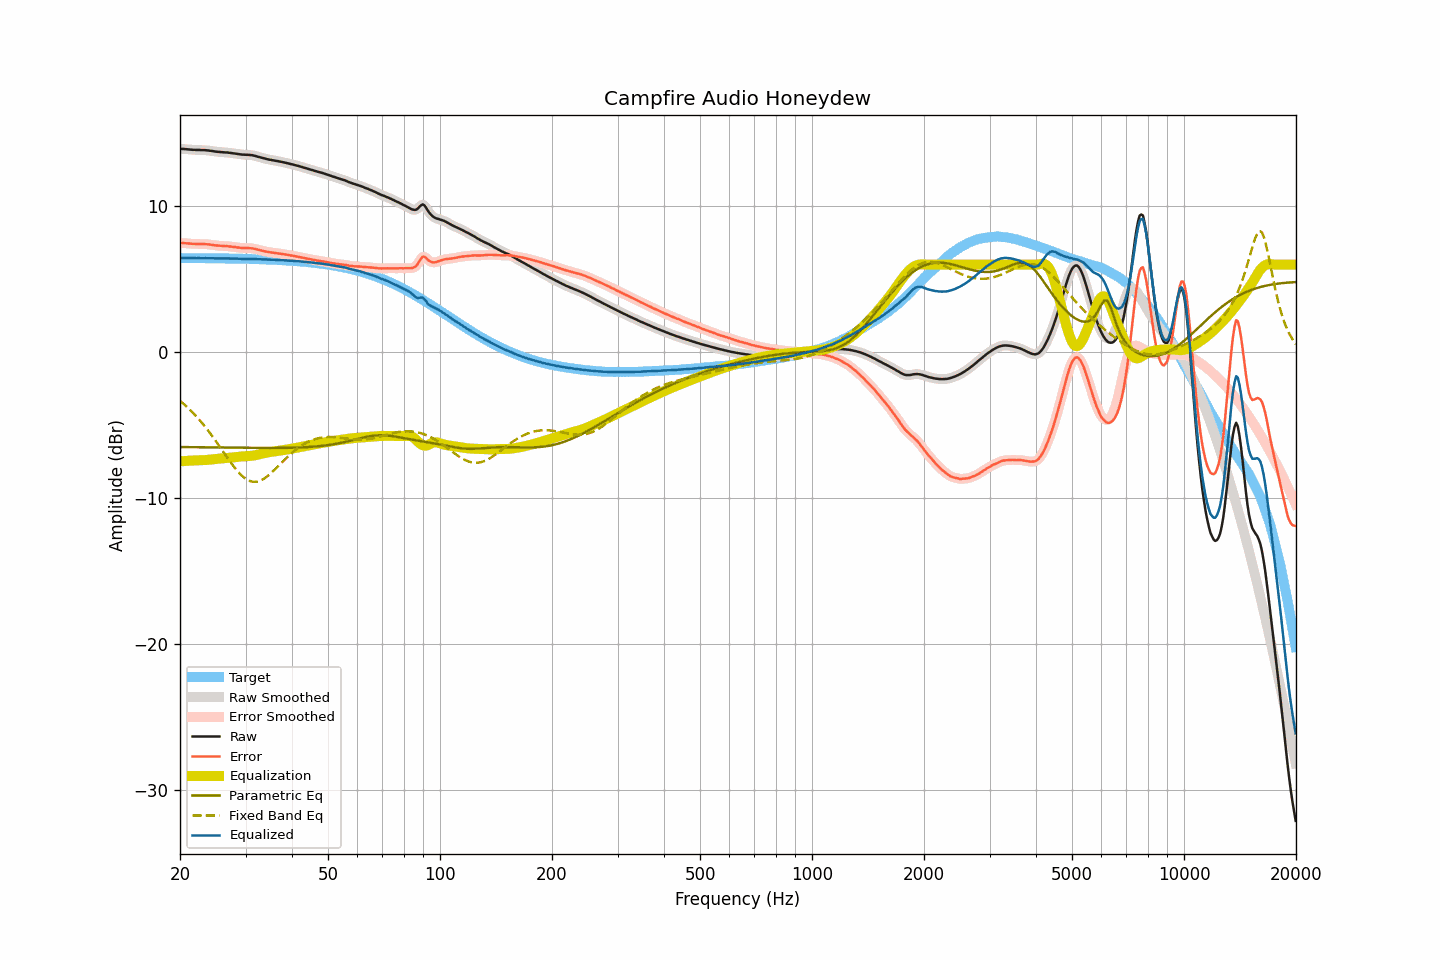 Campfire Audio Honeydew
Amplitude (dBr)
10
0
−10
−20
−30
Target
Raw Smoothed
Error Smoothed
Raw
Error
Equalization
Parametric Eq
Fixed Band Eq
Equalized
20 50 100 200 500 1000 2000 5000 10000 20000
Frequency (Hz)